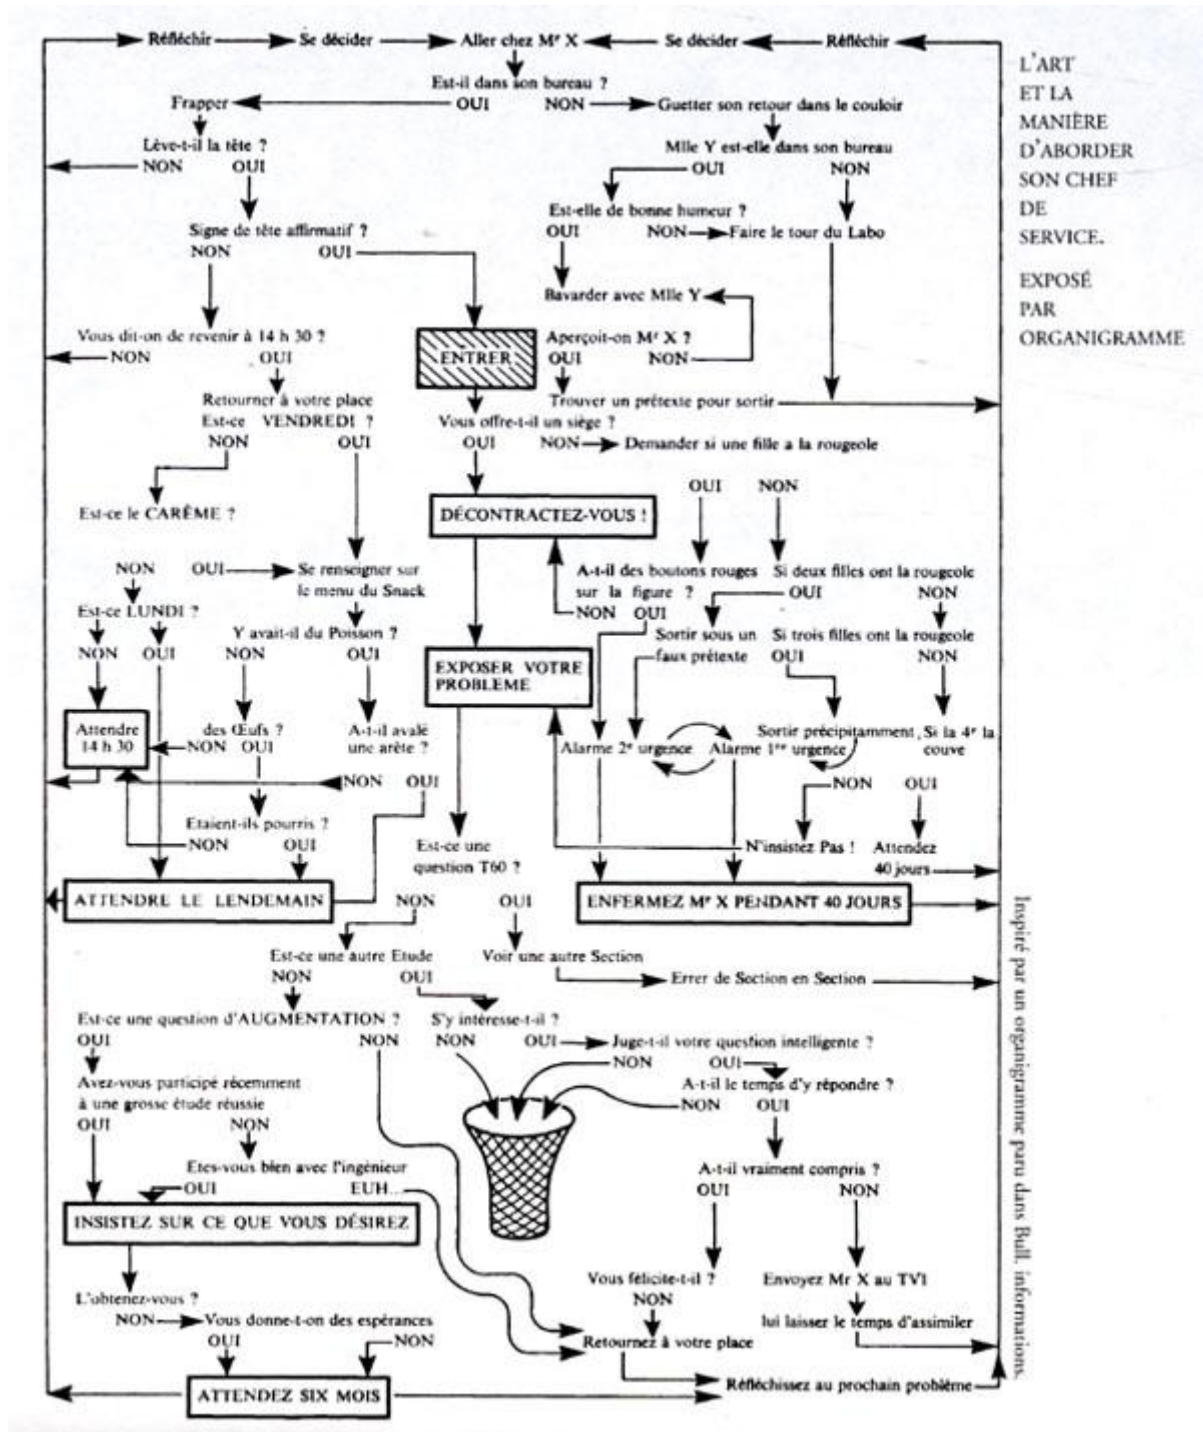 Réfléchir Se décider Aller chez Mr X Se décider Réfléchir
Est-il dans son bureau ?
Frapper OUI NON Guetter son retour dans le couloir
Lève-t-il la tête ? Mlle Y est-elle dans son bureau
NON OUI OUI NON
Signe de tête affirmatif ? Est-elle de bonne humeur ?
NON OUI OUI NON Faire le tour du Labo
Bavarder avec Mlle Y
Vous dit-on de revenir à 14 h 30 ? ENTRER Aperçoit-on Mr X ?
NON OUI OUI NON
Retourner à votre place Trouver un prétexte pour sortir
Est-ce VENDREDI ? Vous offre-t-il un siège ?
NON OUI OUI NON Demander si une fille a la rougeole
OUI NON
Est-ce le CARÊME ? DÉCONTRACTEZ-VOUS !
NON OUI Se renseigner sur A-t-il des boutons rouges Si deux filles ont la rougeole
le menu du Snack sur la figure ? OUI NON
Est-ce LUNDI ? NON OUI
Y avait-il du Poisson ? Sortir sous un Si trois filles ont la rougeole
NON OUI NON OUI faux prétexte OUI NON
EXPOSER VOTRE
PROBLEME
Attendre des Œufs ? A-t-il avalé Sortir précipitamment, Si la 4e la
14 h 30 NON OUI une arête ? Alarme 2e urgence Alarme 1re urgence couve
NON OUI NON OUI
Etaient-ils pourris ?
NON OUI Est-ce une N'insistez Pas ! Attendez
question T60 ? 40 jours
ATTENDRE LE LENDEMAIN NON OUI ENFERMEZ Mr X PENDANT 40 JOURS
Est-ce une autre Etude Voir une autre Section
NON OUI Errer de Section en Section
Est-ce une question d'AUGMENTATION ? S'y intéresse-t-il ?
OUI NON NON OUI Juge-t-il votre question intelligente ?
NON OUI
Avez-vous participé récemment A-t-il le temps d'y répondre ?
à une grosse étude réussie NON OUI
OUI NON
Etes-vous bien avec l'ingénieur A-t-il vraiment compris ?
OUI EUH... OUI NON
INSISTEZ SUR CE QUE VOUS DÉSIREZ
Vous félicite-t-il ? Envoyez Mr X au TVI
L'obtenez-vous ? NON
NON Vous donne-t-on des espérances lui laisser le temps d'assimiler
OUI NON Retournez à votre place
ATTENDEZ SIX MOIS Réfléchissez au prochain problème
L'ART
ET LA
MANIÈRE
D'ABORDER
SON CHEF
DE
SERVICE.
EXPOSÉ
PAR
ORGANIGRAMME
Inspiré par un organigramme paru dans Bull. informations.